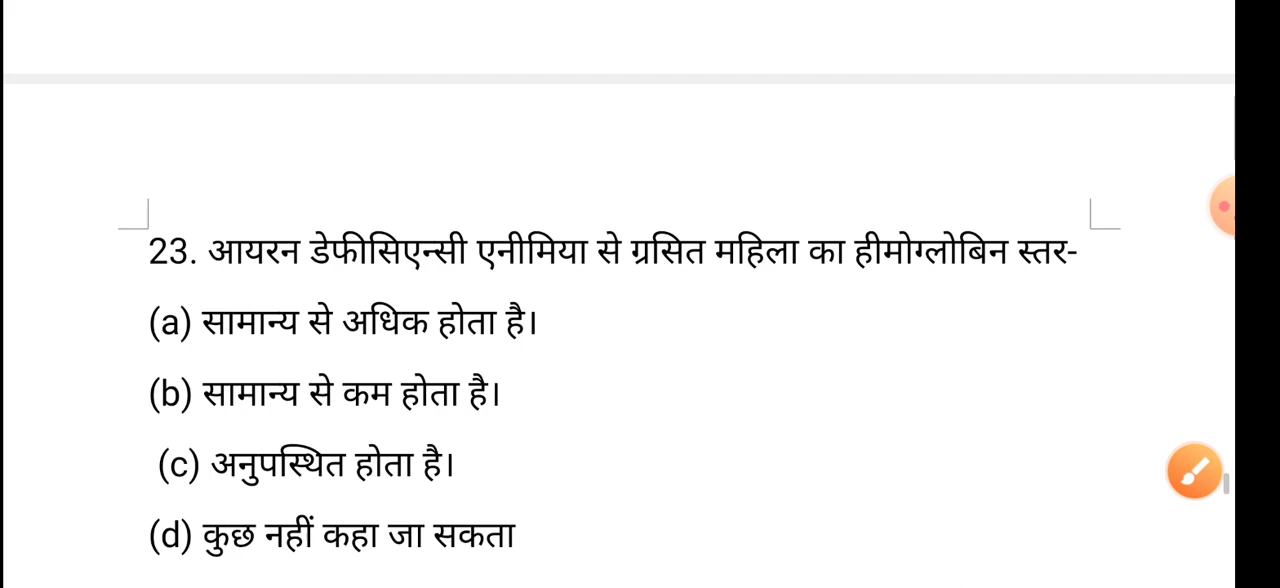 23. आयरन डेफीसिएन्सी एनीमिया से ग्रसित महिला का हीमोग्लोबिन स्तर-
(a) सामान्य से अधिक होता है।
(b) सामान्य से कम होता है।
(c) अनुपस्थित होता है।
(d) कुछ नहीं कहा जा सकता